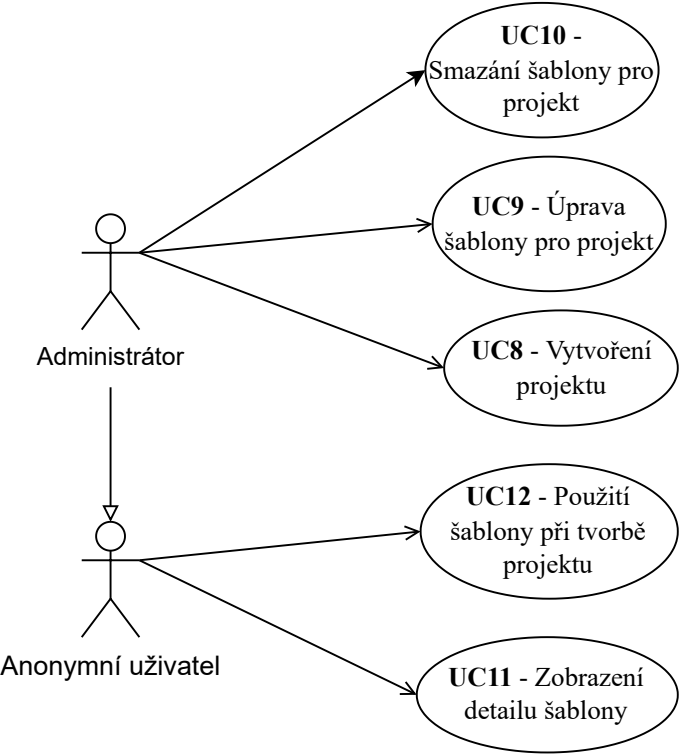 UC10 -
Smazání šablony pro
projekt
UC9 - Úprava
šablony pro projekt
Administrátor
UC8 - Vytvoření
projektu
UC12 - Použití
šablony při tvorbě
projektu
Anonymní uživatel
UC11 - Zobrazení
detailu šablony